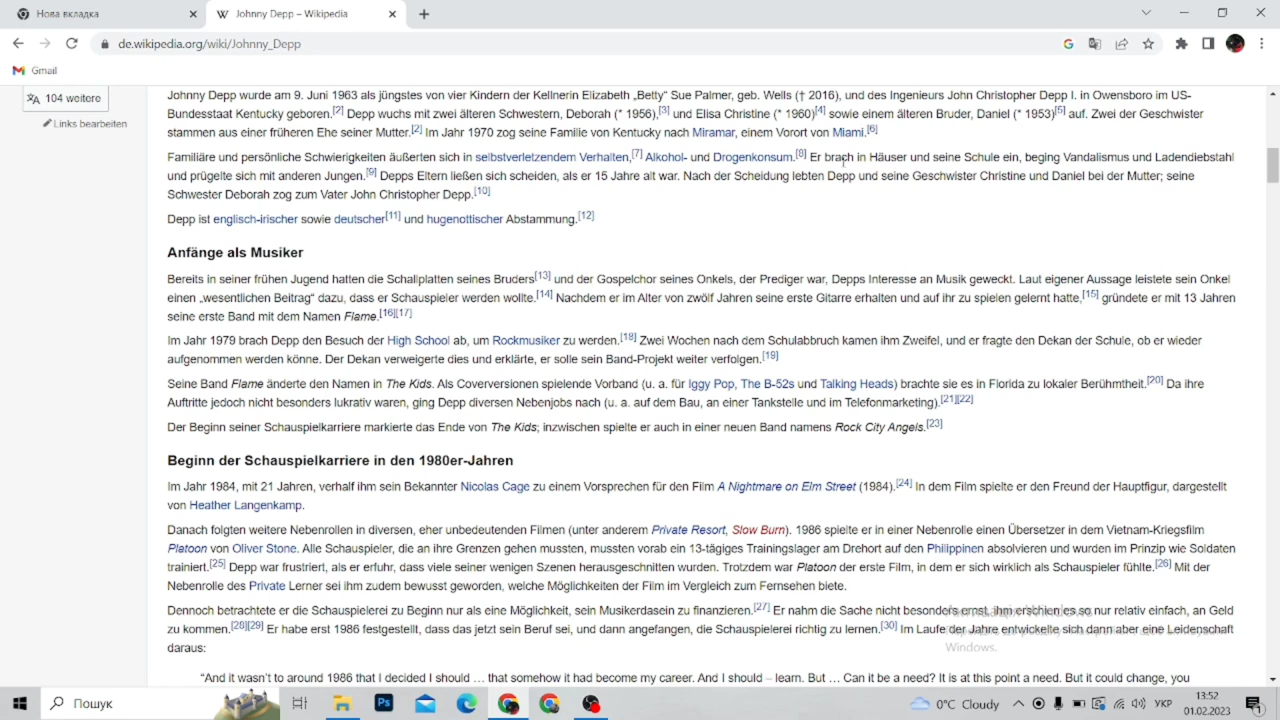 Нова вкладка
Johnny Depp – Wikipedia
de.wikipedia.org/wiki/Johnny_Depp
Gmail
104 weitere
Links bearbeiten
Johnny Depp wurde am 9. Juni 1963 als jüngstes von vier Kindern der Kellnerin Elizabeth „Betty“ Sue Palmer, geb. Wells († 2016), und des Ingenieurs John Christopher Depp I. in Owensboro im US-
Bundesstaat Kentucky geboren.[2] Depp wuchs mit zwei älteren Schwestern, Deborah (* 1956),[3] und Elisa Christine (* 1960)[4] sowie einem älteren Bruder, Daniel (* 1953)[5] auf. Zwei der Geschwister
stammen aus einer früheren Ehe seiner Mutter.[2] Im Jahr 1970 zog seine Familie von Kentucky nach Miramar, einem Vorort von Miami.[6]
Familiäre und persönliche Schwierigkeiten äußerten sich in selbstverletzendem Verhalten,[7] Alkohol- und Drogenkonsum.[8] Er brach in Häuser und seine Schule ein, beging Vandalismus und Ladendiebstahl
und prügelte sich mit anderen Jungen.[9] Depps Eltern ließen sich scheiden, als er 15 Jahre alt war. Nach der Scheidung lebten Depp und seine Geschwister Christine und Daniel bei der Mutter; seine
Schwester Deborah zog zum Vater John Christopher Depp.[10]
Depp ist englisch-irischer sowie deutscher[11] und hugenottischer Abstammung.[12]
Anfänge als Musiker
Bereits in seiner frühen Jugend hatten die Schallplatten seines Bruders[13] und der Gospelchor seines Onkels, der Prediger war, Depps Interesse an Musik geweckt. Laut eigener Aussage leistete sein Onkel
einen „wesentlichen Beitrag“ dazu, dass er Schauspieler werden wollte.[14] Nachdem er im Alter von zwölf Jahren seine erste Gitarre erhalten und auf ihr zu spielen gelernt hatte,[15] gründete er mit 13 Jahren
seine erste Band mit dem Namen Flame.[16][17]
Im Jahr 1979 brach Depp den Besuch der High School ab, um Rockmusiker zu werden.[18] Zwei Wochen nach dem Schulabbruch kamen ihm Zweifel, und er fragte den Dekan der Schule, ob er wieder
aufgenommen werden könne. Der Dekan verweigerte dies und erklärte, er solle sein Band-Projekt weiter verfolgen.[19]
Seine Band Flame änderte den Namen in The Kids. Als Coverversionen spielende Vorband (u. a. für Iggy Pop, The B-52s und Talking Heads) brachte sie es in Florida zu lokaler Berühmtheit.[20] Da ihre
Auftritte jedoch nicht besonders lukrativ waren, ging Depp diversen Nebenjobs nach (u. a. auf dem Bau, an einer Tankstelle und im Telefonmarketing).[21][22]
Der Beginn seiner Schauspielkarriere markierte das Ende von The Kids; inzwischen spielte er auch in einer neuen Band namens Rock City Angels.[23]
Beginn der Schauspielkarriere in den 1980er-Jahren
Im Jahr 1984, mit 21 Jahren, verhalf ihm sein Bekannter Nicolas Cage zu einem Vorsprechen für den Film A Nightmare on Elm Street (1984).[24] In dem Film spielte er den Freund der Hauptfigur, dargestellt
von Heather Langenkamp.
Danach folgten weitere Nebenrollen in diversen, eher unbedeutenden Filmen (unter anderem Private Resort, Slow Burn). 1986 spielte er in einer Nebenrolle einen Übersetzer in dem Vietnam-Kriegsfilm
Platoon von Oliver Stone. Alle Schauspieler, die an ihre Grenzen gehen mussten, mussten vorab ein 13-tägiges Trainingslager am Drehort auf den Philippinen absolvieren und wurden im Prinzip wie Soldaten
trainiert.[25] Depp war frustriert, als er erfuhr, dass viele seiner wenigen Szenen herausgeschnitten wurden. Trotzdem war Platoon der erste Film, in dem er sich wirklich als Schauspieler fühlte.[26] Mit der
Nebenrolle des Private Lerner sei ihm zudem bewusst geworden, welche Möglichkeiten der Film im Vergleich zum Fernsehen biete.
Dennoch betrachtete er die Schauspielerei zu Beginn nur als eine Möglichkeit, sein Musikerdasein zu finanzieren.[27] Er nahm die Sache nicht besonders ernst, ihm erschien es so nur relativ einfach, an Geld
zu kommen.[28][29] Er habe erst 1986 festgestellt, dass das jetzt sein Beruf sei, und dann angefangen, die Schauspielerei richtig zu lernen.[30] Im Laufe der Jahre entwickelte sich dann aber eine Leidenschaft
daraus:
Windows.
“And it wasn't to around 1986 that I decided I should … that somehow it had become my career. And I should – learn. But … Can it be a need? It is at this point a need. But it could change, you
Пошук
0°C Cloudy
УКР
13:52
01.02.2023
1